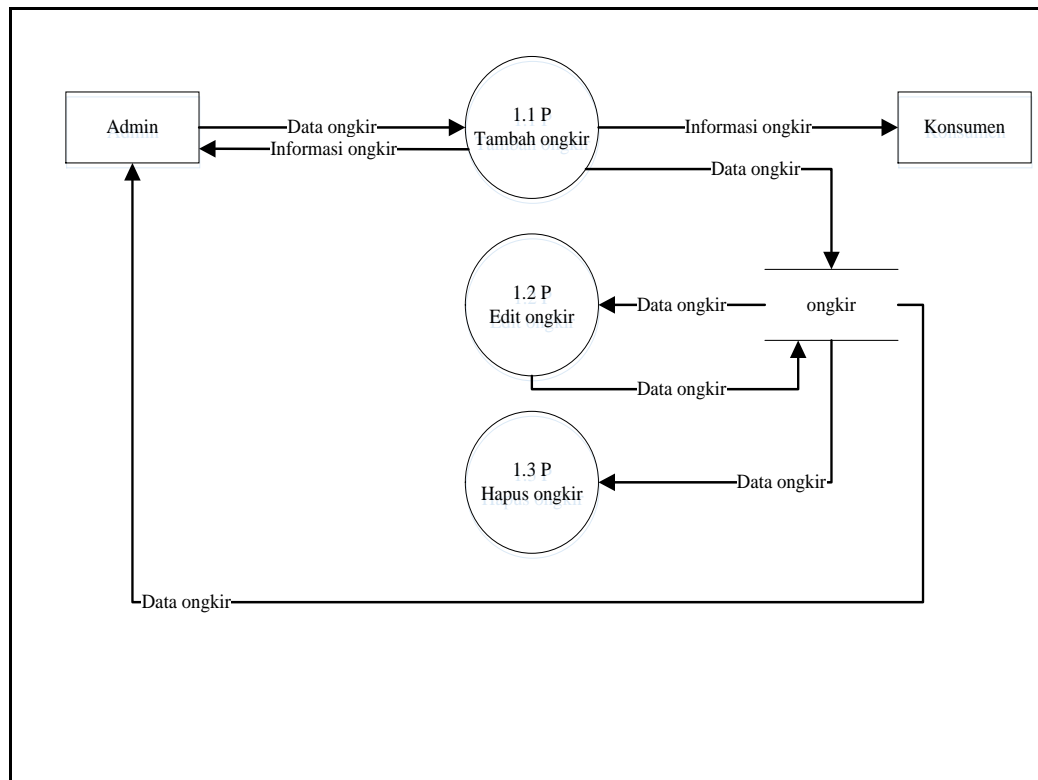 Admin
Data ongkir
Informasi ongkir
1.1 P
Tambah ongkir
Informasi ongkir
Konsumen
Data ongkir
1.2 P
Edit ongkir
Data ongkir
ongkir
Data ongkir
1.3 P
Hapus ongkir
Data ongkir
Data ongkir